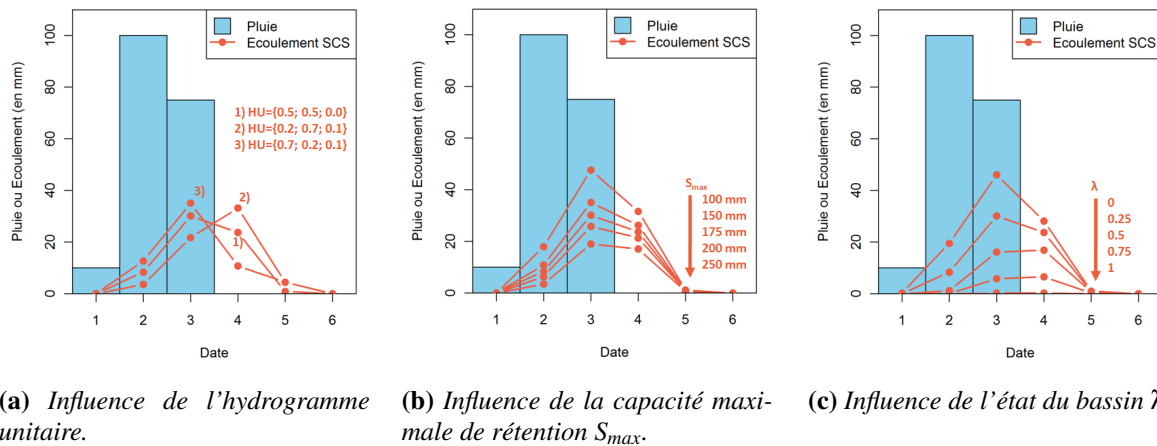 Pluie ou Ecoulement (en mm)
100
80
60
40
20
0
Pluie
Ecoulement SCS
1) HU={0.5; 0.5; 0.0}
2) HU={0.2; 0.7; 0.1}
3) HU={0.7; 0.2; 0.1}
3)
2)
1)
1 2 3 4 5 6
Date
(a) Influence de l'hydrogramme
unitaire.
Pluie ou Ecoulement (en mm)
100
80
60
40
20
0
Pluie
Ecoulement SCS
Smax
100 mm
150 mm
175 mm
200 mm
250 mm
1 2 3 4 5 6
Date
(b) Influence de la capacité maxi-
male de rétention Smax.
Pluie ou Ecoulement (en mm)
100
80
60
40
20
0
Pluie
Ecoulement SCS
λ
0
0.25
0.5
0.75
1
1 2 3 4 5 6
Date
(c) Influence de l'état du bassin λ